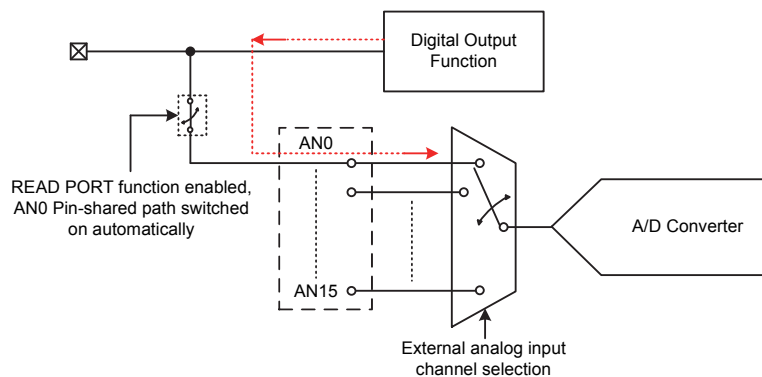 Digital Output
Function
AN0
READ PORT function enabled,
AN0 Pin-shared path switched
on automatically
A/D Converter
AN15
External analog input
channel selection